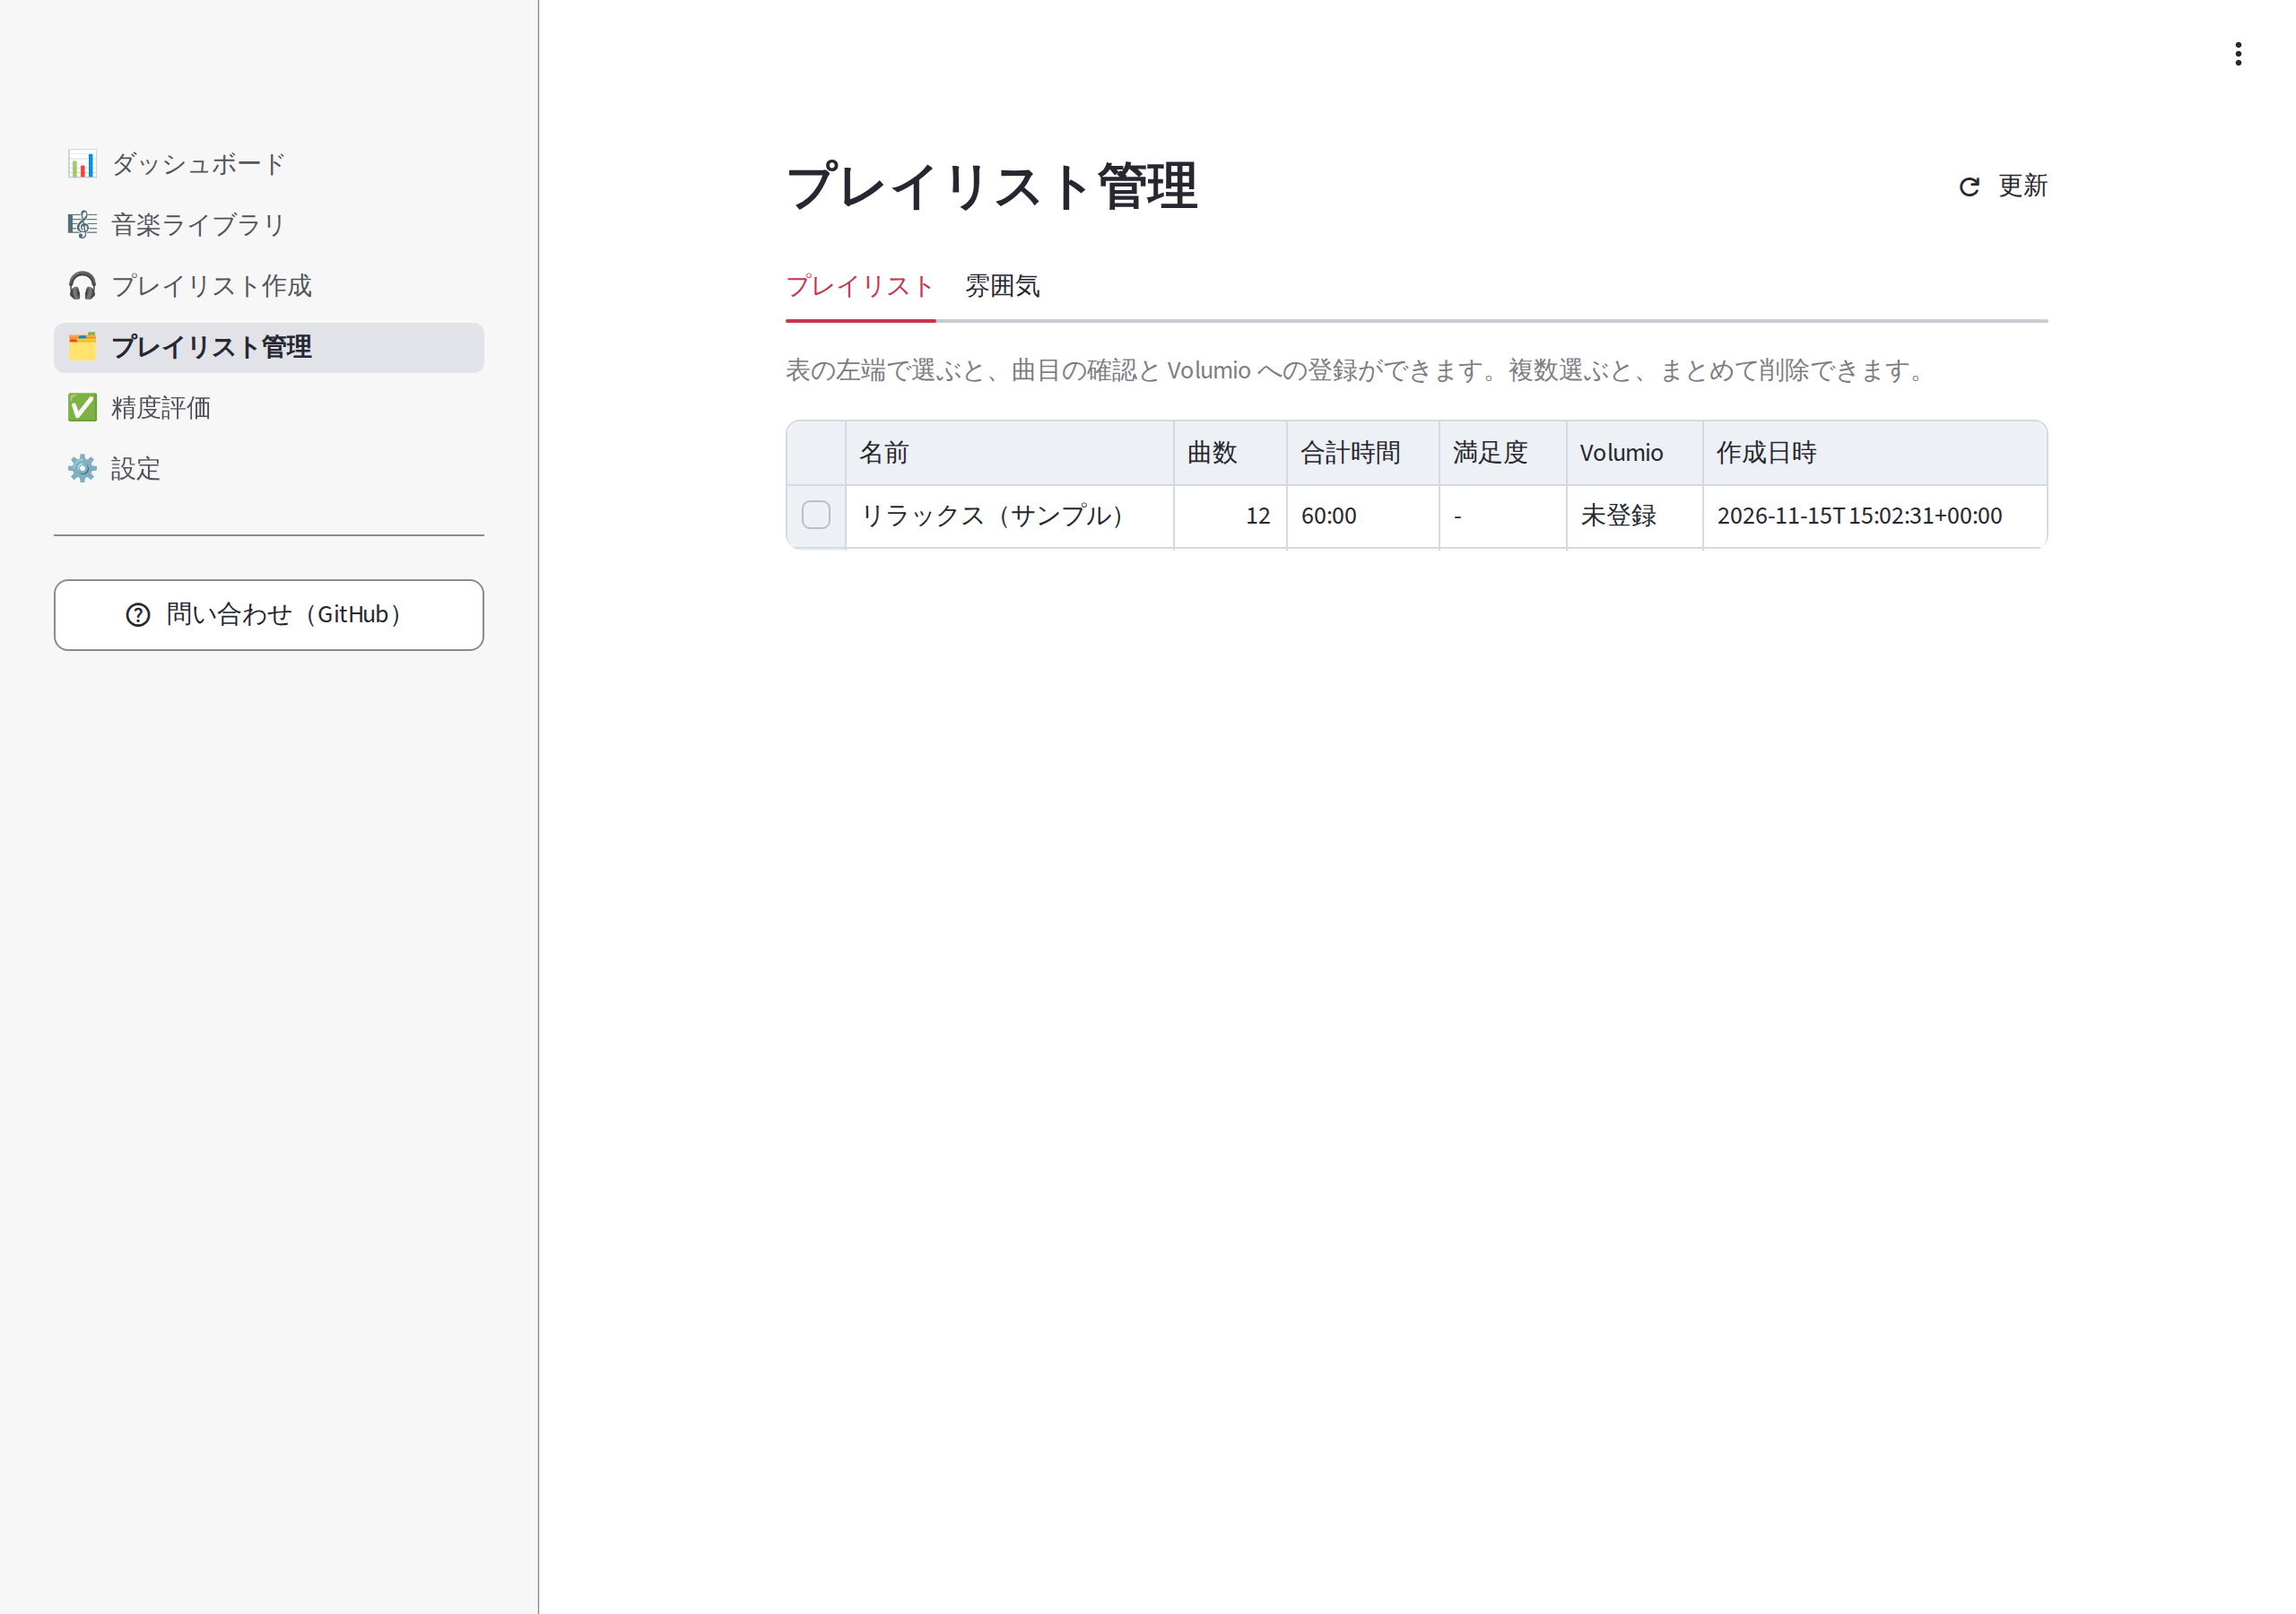 ダッシュボード
音楽ライブラリ
プレイリスト作成
プレイリスト管理
精度評価
設定
問い合わせ（GitHub）
プレイリスト管理
更新
プレイリスト 雰囲気
表の左端で選ぶと、曲目の確認と Volumio への登録ができます。複数選ぶと、まとめて削除できます。
名前 曲数 合計時間 満足度 Volumio 作成日時
リラックス（サンプル） 12 60:00 - 未登録 2026-11-15T15:02:31+00:00